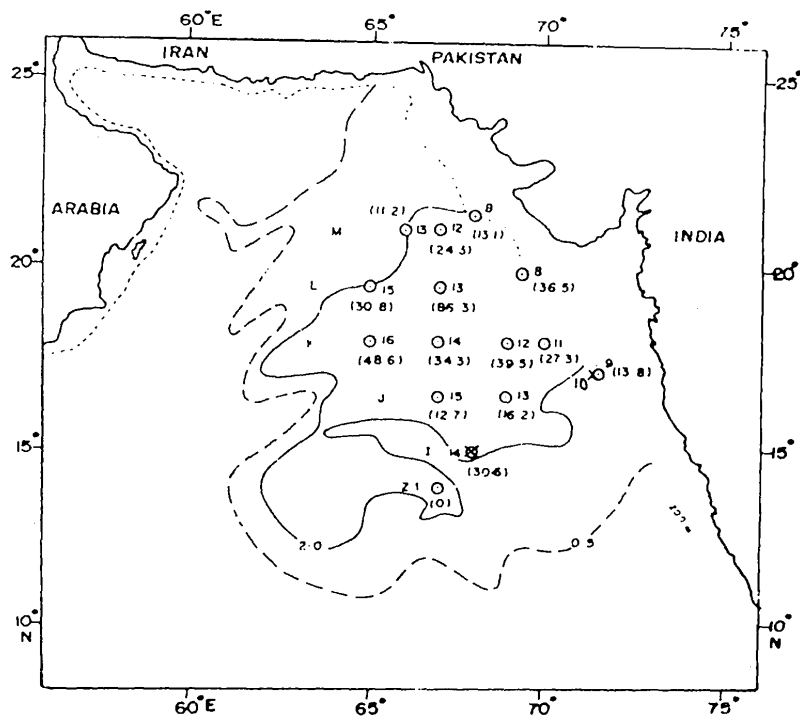 60°E 65° 70° 75°
IRAN PAKISTAN
25° 25°
ARABIA INDIA
(11.2) 8
M 13 12 (13.1)
(24.3)
20° 8 20°
L 15 13 (36.5)
(30.8) (85.3)
16 14 12 11
(48.6) (34.3) (39.5) (27.3)
9
10 (13.8)
J 15 13
(12.7) (16.2)
15° I 14 15°
(30.6)
21
(0)
2.0 0.5
10° 10°
N N
60°E 65° 70° 75°